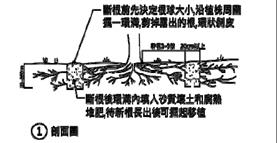 斷根前先決定根球大小,沿植株周圍
掘一環溝,剪掉露出的根,環狀剝皮
斷根後環溝內填入砂質壤土和腐熟
堆肥,待新根長出後可掘起移植
1 剖面圖